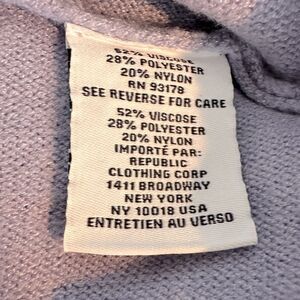 52% VISCOSE
28% POLYESTER
20% NYLON
RN 93178
SEE REVERSE FOR CARE
52% VISCOSE
28% POLYESTER
20% NYLON
IMPORTÉ PAR:
REPUBLIC
CLOTHING CORP
1411 BROADWAY
NEW YORK
NY 10018 USA
ENTRETIEN AU VERSO